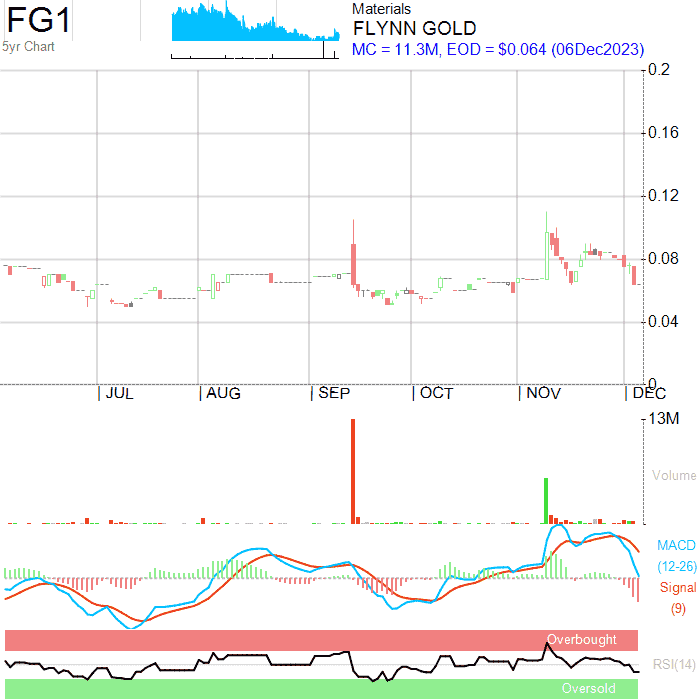 FG1
5yr Chart
Materials
FLYNN GOLD
MC = 11.3M, EOD = $0.064 (06Dec2023)
0.2
0.16
0.12
0.08
0.04
0
JUL AUG SEP OCT NOV DEC
13M
Volume
MACD
(12-26)
Signal
(9)
Overbought
RSI(14)
Oversold